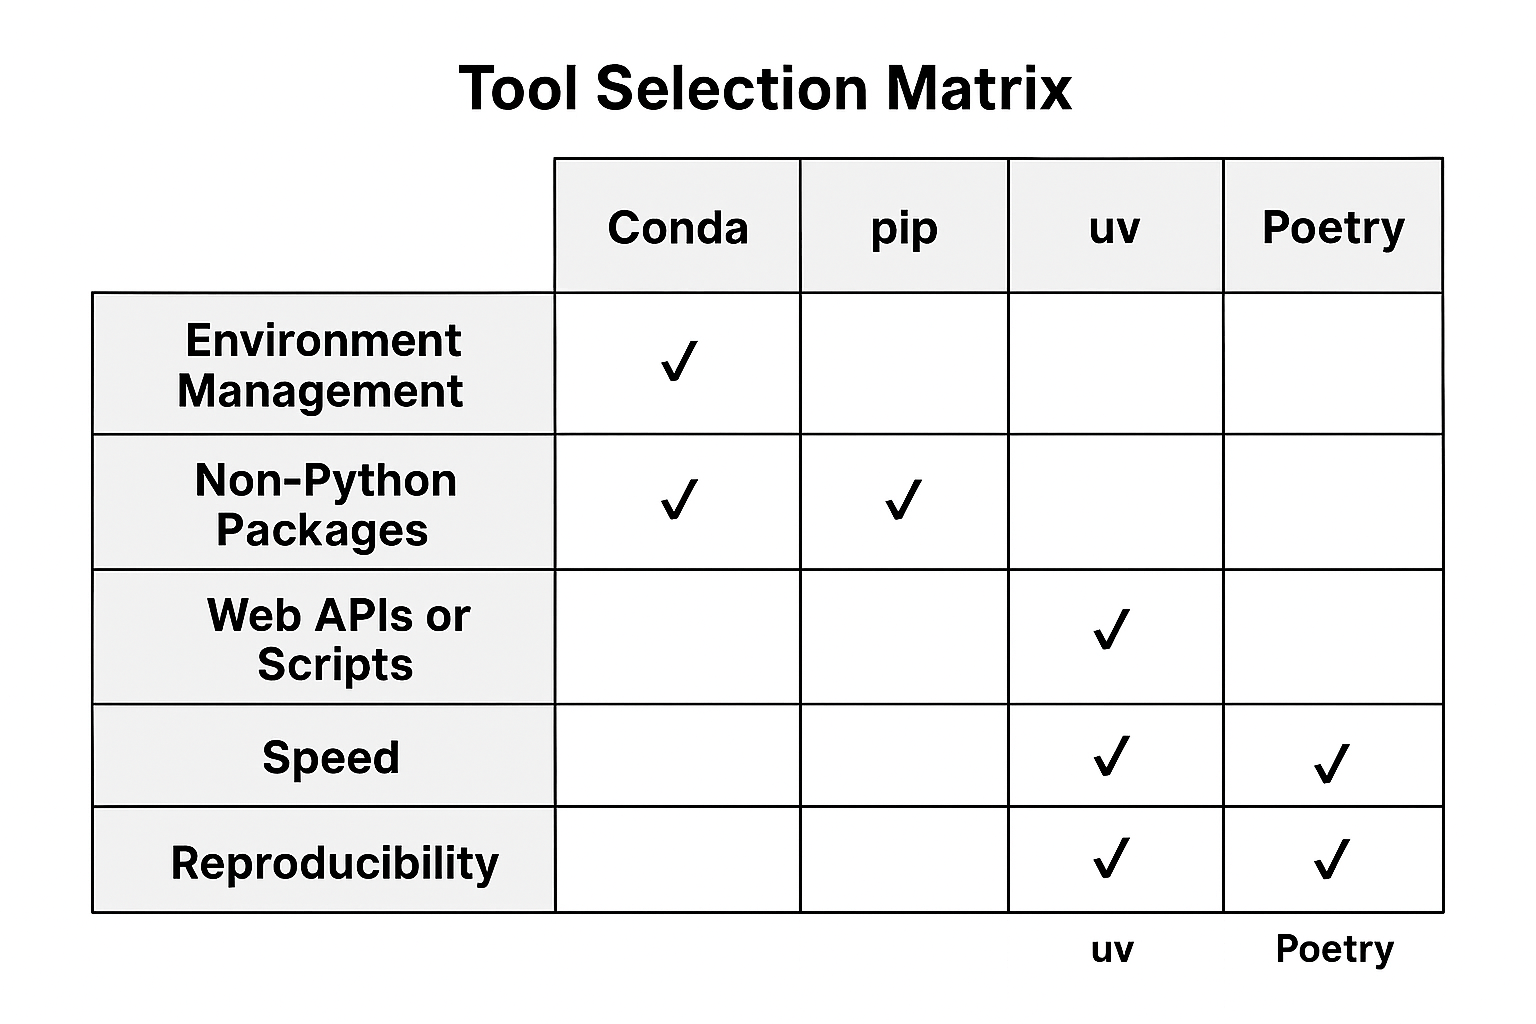 Tool Selection Matrix
Conda pip uv Poetry
Environment
Management ✓
Non-Python
Packages ✓ ✓
Web APIs or
Scripts ✓
Speed ✓ ✓
Reproducibility ✓ ✓
uv Poetry